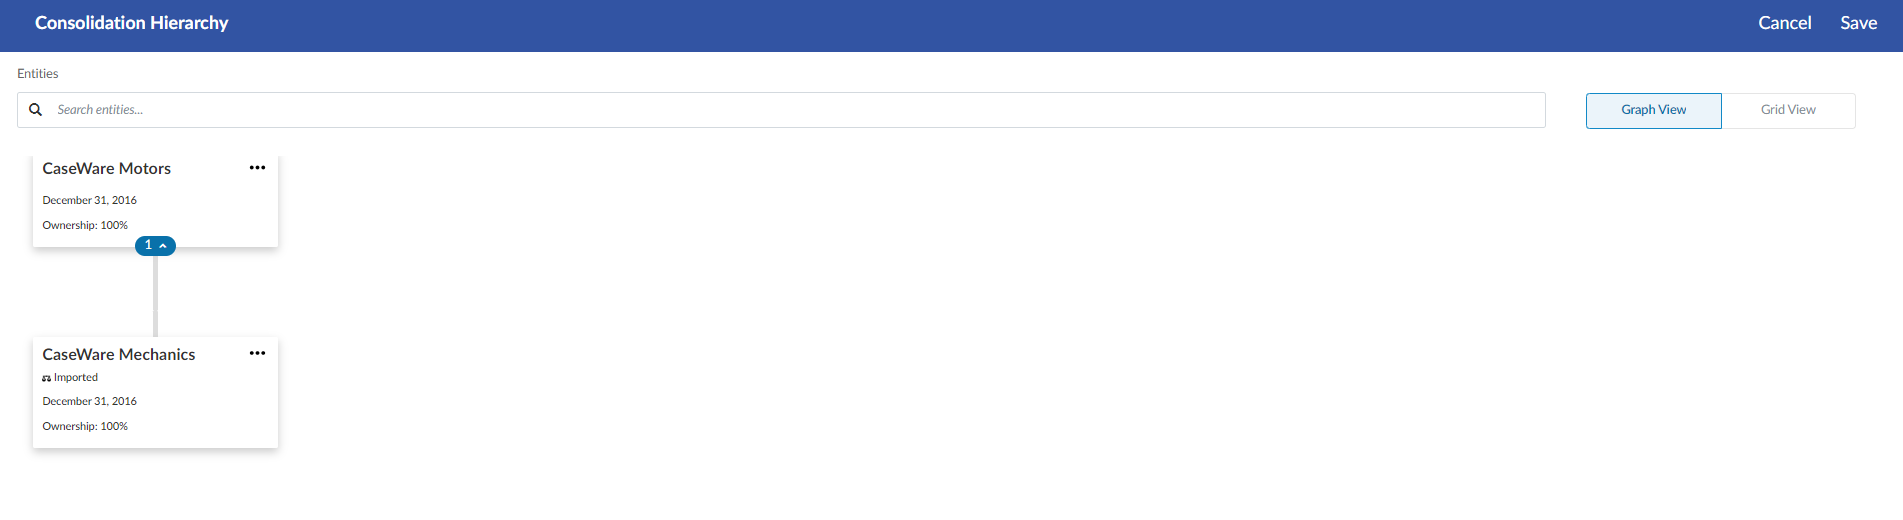 Consolidation Hierarchy
Cancel
Save
Entities
Search entities...
Graph View
Grid View
CaseWare Motors
December 31, 2016
Ownership: 100%
1
CaseWare Mechanics
Imported
December 31, 2016
Ownership: 100%